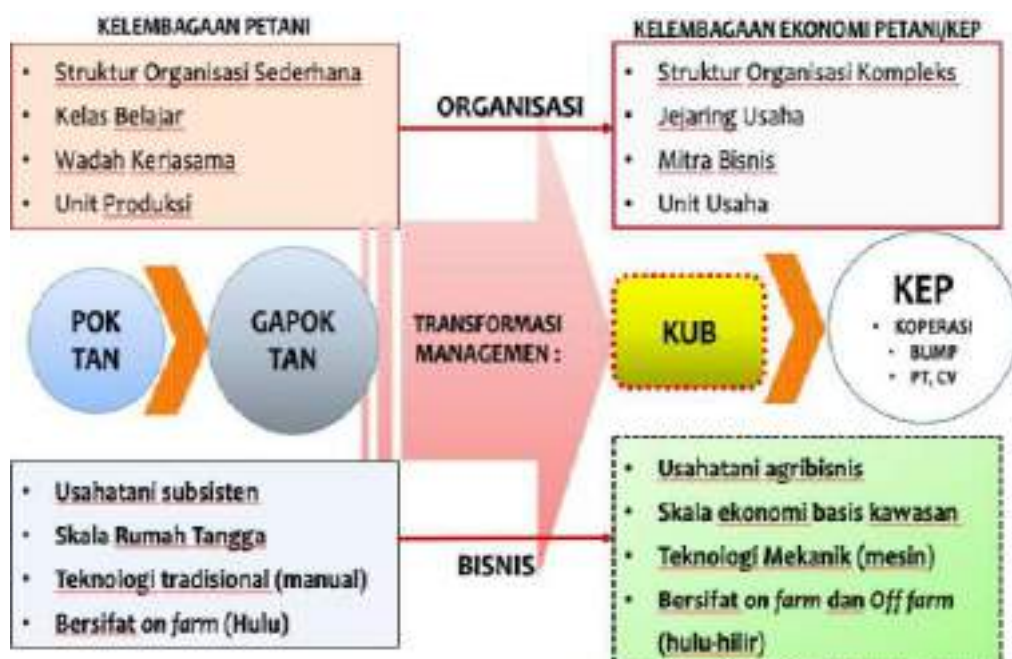 KELEMBAGAAN PETANI
• Struktur Organisasi Sederhana
• Kelas Belajar
• Wadah Kerjasama
• Unit Produksi
ORGANISASI
KELEMBAGAAN EKONOMI PETANI/KEP
• Struktur Organisasi Kompleks
• Jejaring Usaha
• Mitra Bisnis
• Unit Usaha
POK
TAN
GAPOK
TAN
TRANSFORMASI
MANAGEMEN :
KUB
KEP
• KOPERASI
• BUMP
• PT, CV
• Usahatani subsisten
• Skala Rumah Tangga
• Teknologi tradisional (manual)
• Bersifat on farm (Hulu)
BISNIS
• Usahatani agribisnis
• Skala ekonomi basis kawasan
• Teknologi Mekanik (mesin)
• Bersifat on farm dan Off farm
(hulu-hilir)